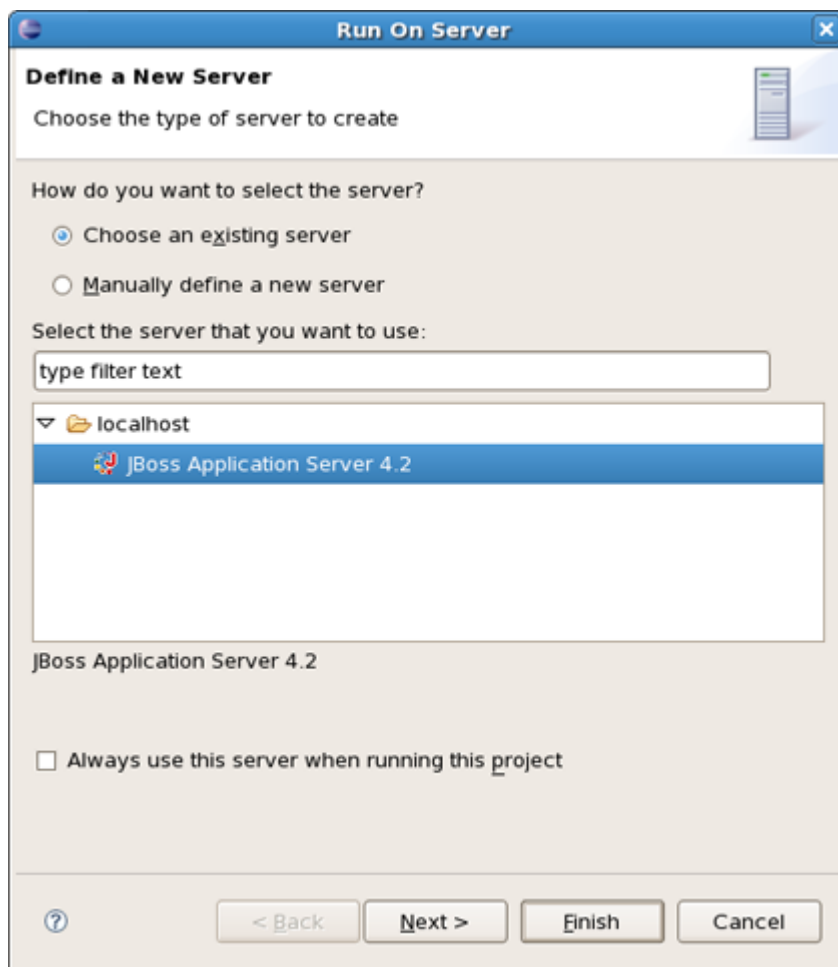 Run On Server
Define a New Server
Choose the type of server to create
How do you want to select the server?
Choose an existing server
Manually define a new server
Select the server that you want to use:
type filter text
localhost
JBoss Application Server 4.2
JBoss Application Server 4.2
Always use this server when running this project
? < Back Next > Finish Cancel